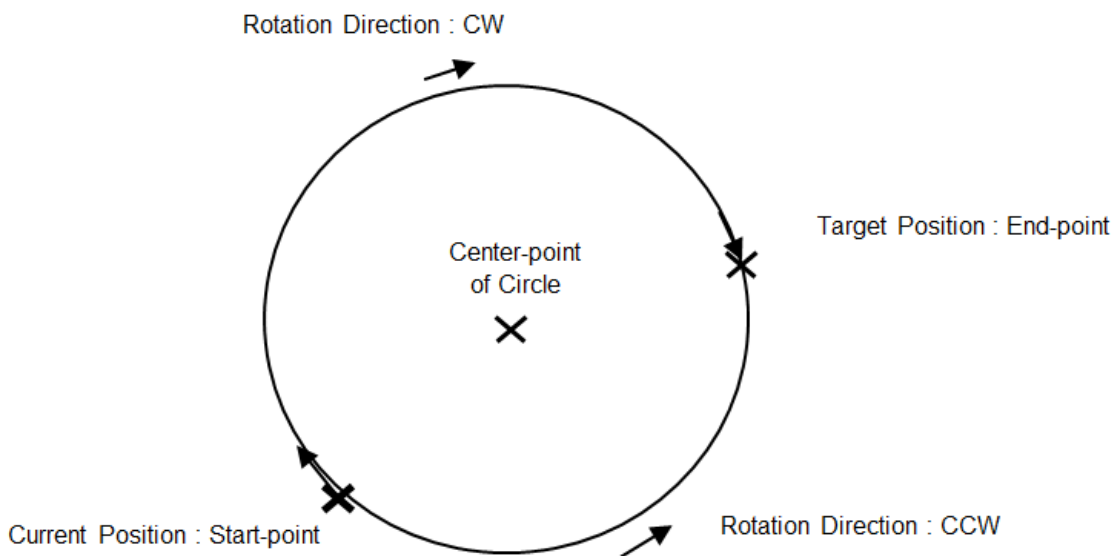 Rotation Direction : CW
Target Position : End-point
Center-point
of Circle
Current Position : Start-point
Rotation Direction : CCW